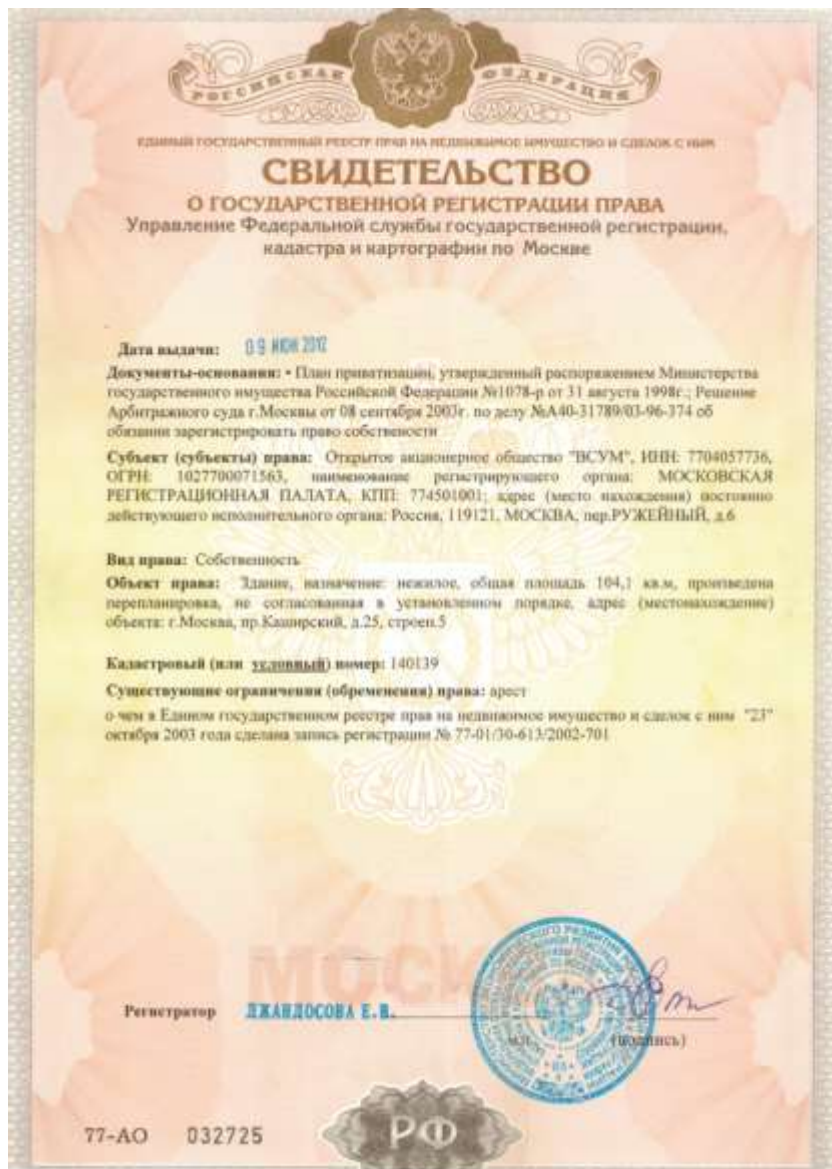 РОССИЙСКАЯ ФЕДЕРАЦИЯ
ЕДИНЫЙ ГОСУДАРСТВЕННЫЙ РЕЕСТР ПРАВ НА НЕДВИЖИМОЕ ИМУЩЕСТВО И СДЕЛОК С НИМ
СВИДЕТЕЛЬСТВО
О ГОСУДАРСТВЕННОЙ РЕГИСТРАЦИИ ПРАВА
Управление Федеральной службы государственной регистрации,
кадастра и картографии по Москве
Дата выдачи: 09 ИЮН 2012
Документы-основания: • План приватизации, утвержденный распоряжением Министерства
государственного имущества Российской Федерации №1078-р от 31 августа 1998г.; Решение
Арбитражного суда г.Москвы от 08 сентября 2003г. по делу №А40-31789/03-96-374 об
обязании зарегистрировать право собственности
Субъект (субъекты) права: Открытое акционерное общество "ВСУМ", ИНН: 7704057736,
ОГРН: 1027700071563, наименование регистрирующего органа: МОСКОВСКАЯ
РЕГИСТРАЦИОННАЯ ПАЛАТА, КПП: 774501001; адрес (место нахождения) постоянно
действующего исполнительного органа: Россия, 119121, МОСКВА, пер.РУЖЕЙНЫЙ, д.6
Вид права: Собственность
Объект права: Здание, назначение: нежилое, общая площадь 104,1 кв.м, произведена
перепланировка, не согласованная в установленном порядке, адрес (местонахождение)
объекта: г.Москва, пр.Каширский, д.25, строен.5
Кадастровый (или условный) номер: 140139
Существующие ограничения (обременения) права: арест
о чем в Едином государственном реестре прав на недвижимое имущество и сделок с ним "23"
октября 2003 года сделана запись регистрации № 77-01/30-613/2002-701
МОСК
Регистратор ДЖАНДОСОВА Е.В.
М.П. (подпись)
77-АО 032725
РФ